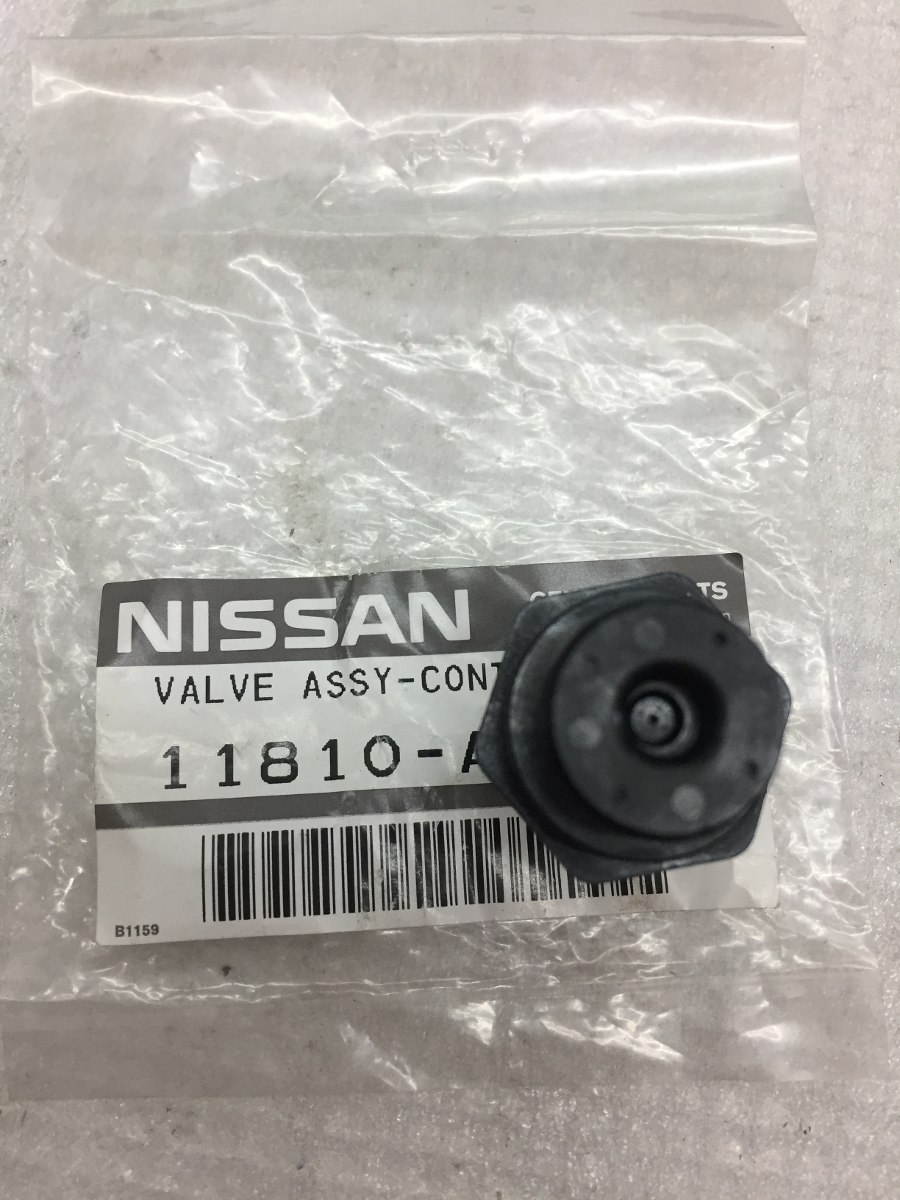 NISSAN
VALVE ASSY-CONT
11810-A
B1159